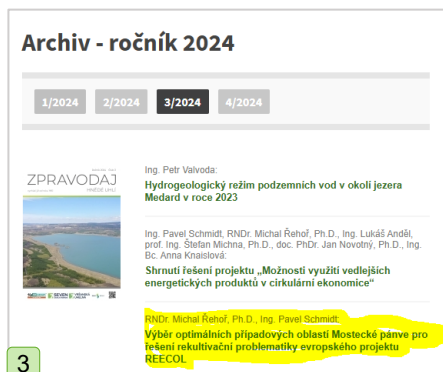 Archiv - ročník 2024
1/2024 2/2024 3/2024 4/2024
ZPRAVODAJ
HNĚDÉ UHLÍ
Ing. Petr Valvoda:
Hydrogeologický režim podzemních vod v okolí jezera
Medard v roce 2023
Ing. Pavel Schmidt, RNDr. Michal Řehoř, Ph.D., Ing. Lukáš Anděl,
prof. Ing. Štefan Michna, Ph.D., doc. PhDr. Jan Novotný, Ph.D., Ing.
Bc. Anna Knaislová:
Shrnutí řešení projektu „Možnosti využití vedlejších
energetických produktů v cirkulární ekonomice“
RNDr. Michal Řehoř, Ph.D., Ing. Pavel Schmidt:
Výběr optimálních případových oblastí Mostecké pánve pro
řešení rekultivační problematiky evropského projektu
REECOL
3